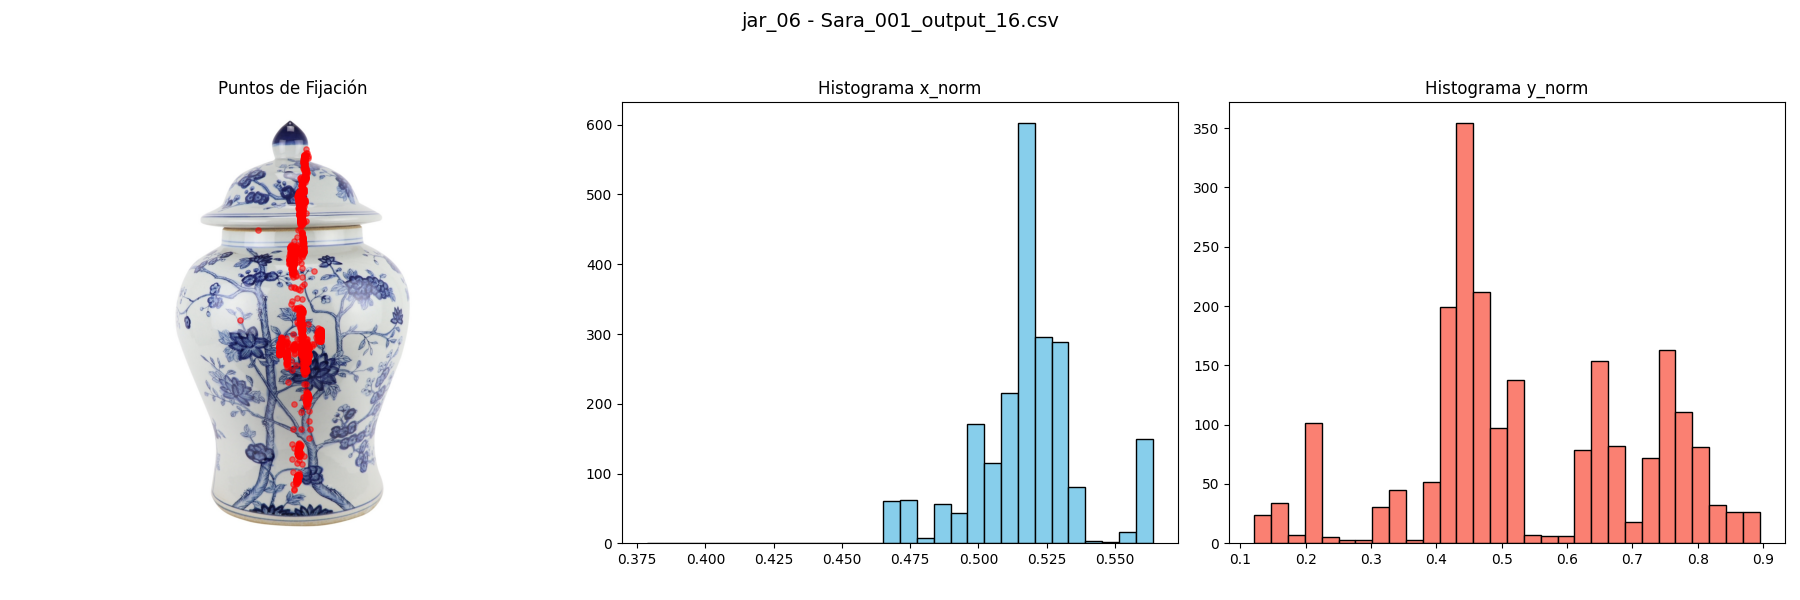 jar_06 - Sara_001_output_16.csv
Puntos de Fijación
Histograma x_norm
600
500
400
300
200
100
0
0.375 0.400 0.425 0.450 0.475 0.500 0.525 0.550
Histograma y_norm
350
300
250
200
150
100
50
0
0.1 0.2 0.3 0.4 0.5 0.6 0.7 0.8 0.9